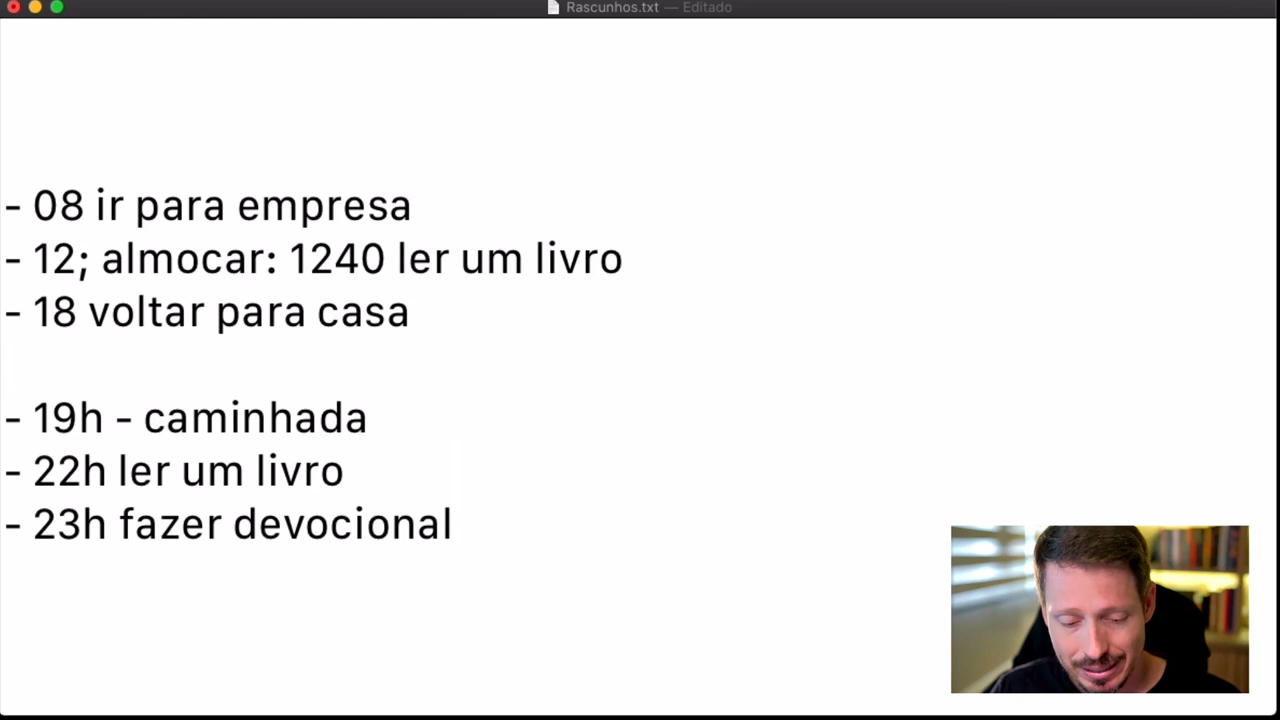 Rascunhos.txt — Editado
- 08 ir para empresa
- 12; almocar: 1240 ler um livro
- 18 voltar para casa
- 19h - caminhada
- 22h ler um livro
- 23h fazer devocional